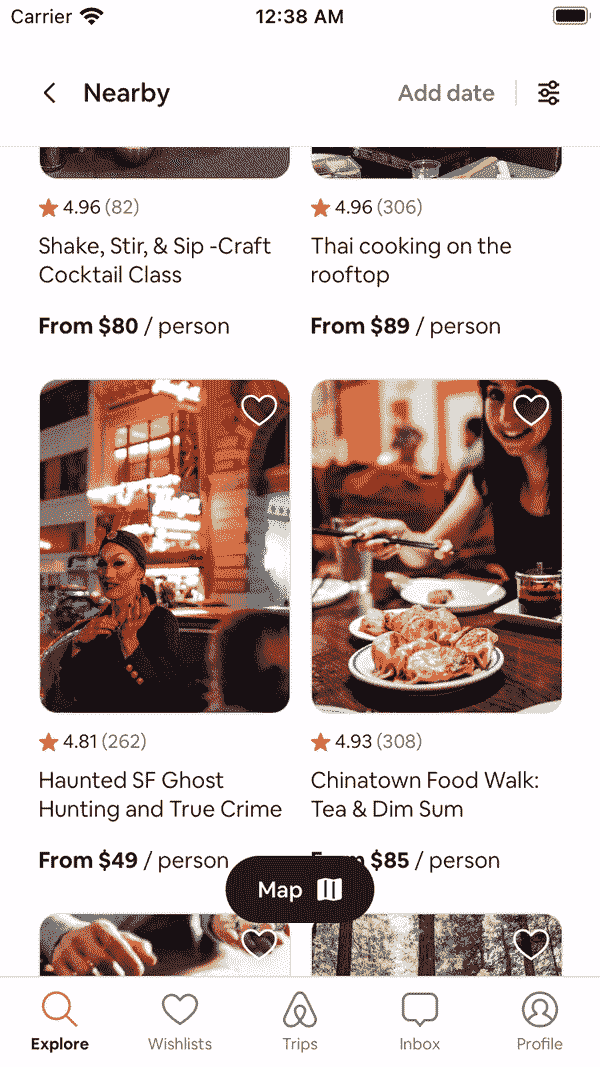 Carrier 12:38 AM
Nearby Add date
4.96 (82)
Shake, Stir, & Sip -Craft
Cocktail Class
From $80 / person
4.96 (306)
Thai cooking on the
rooftop
From $89 / person
4.81 (262)
Haunted SF Ghost
Hunting and True Crime
From $49 / person
4.93 (308)
Chinatown Food Walk:
Tea & Dim Sum
From $85 / person
Map
Explore Wishlists Trips Inbox Profile